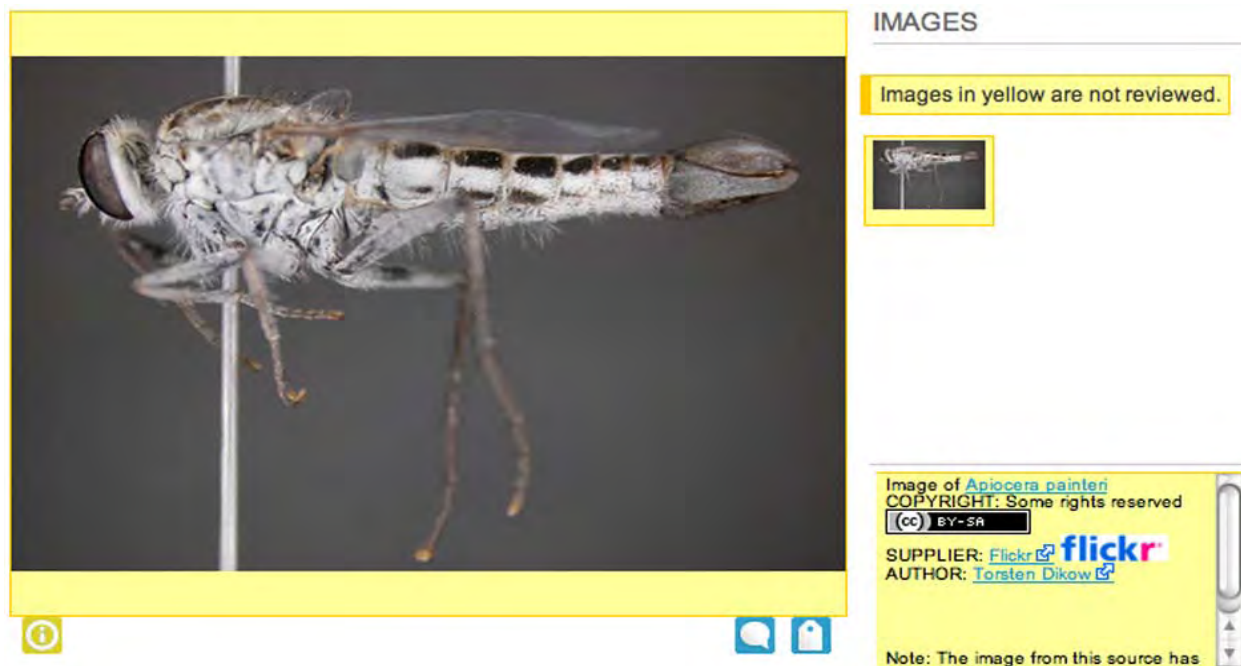 IMAGES
Images in yellow are not reviewed.
Image of Apiocera painteri
COPYRIGHT: Some rights reserved
(cc) BY-SA
SUPPLIER: Flickr flickr
AUTHOR: Torsten Dikow
Note: The image from this source has